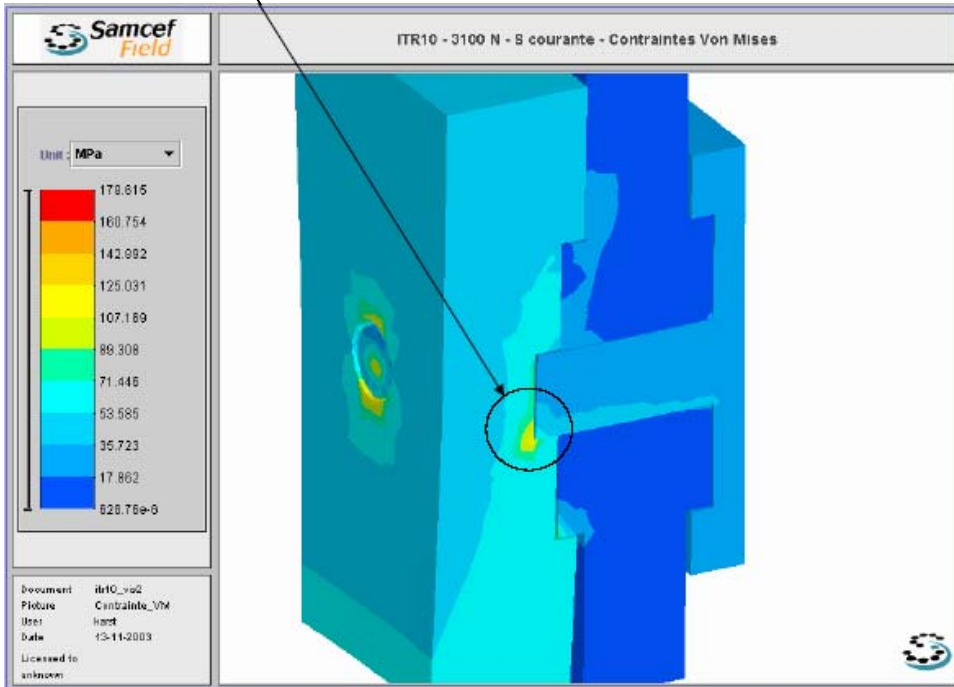 Samcef
Field
ITR10 - 3100 N - S courante - Contraintes Von Mises
Unit : MPa
178.615
160.754
142.892
125.031
107.169
89.308
71.446
53.585
35.723
17.862
Document
Picture Contrainte_VM
User
Date 13-11-2003
Licensed to
unknown